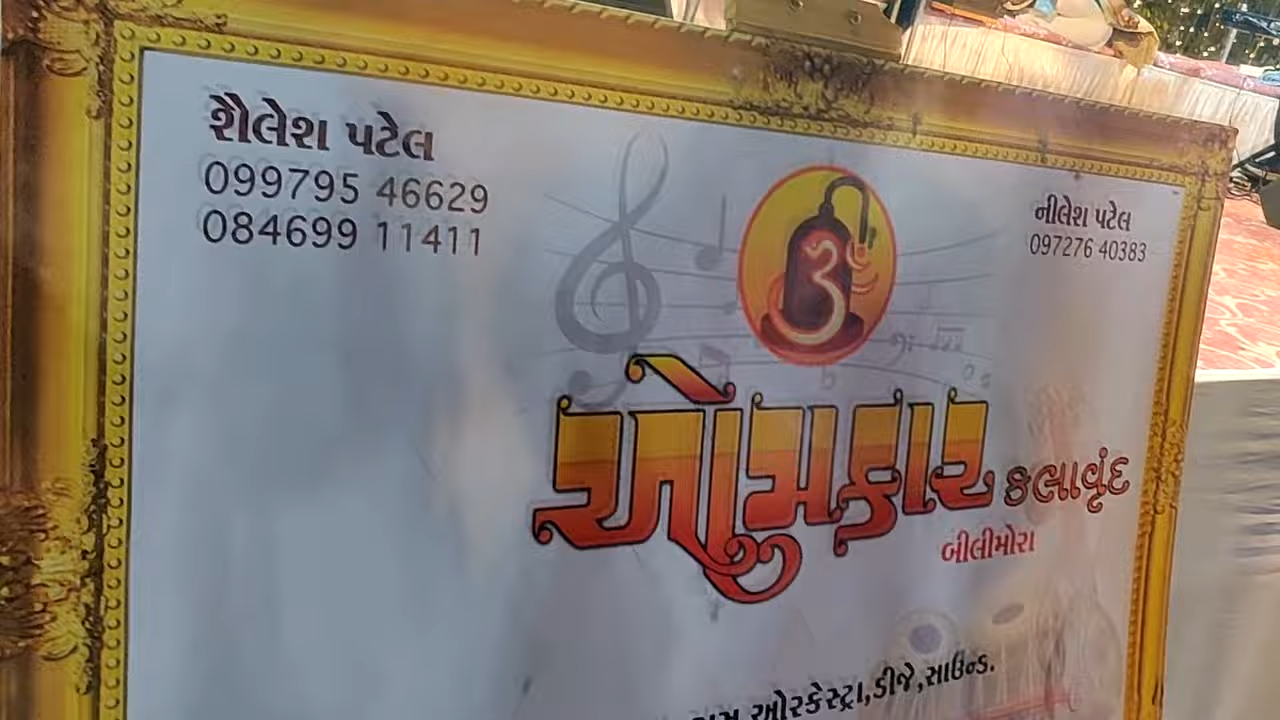 શૈલેશ પટેલ
099795 46629
084699 11411
નીલેશ પટેલ
097276 40383
ૐ
ઓમકાર કલાવૃંદ
બીલીમોરા
ઓરકેસ્ટ્રા,ડીજે,સાઉન્ડ.